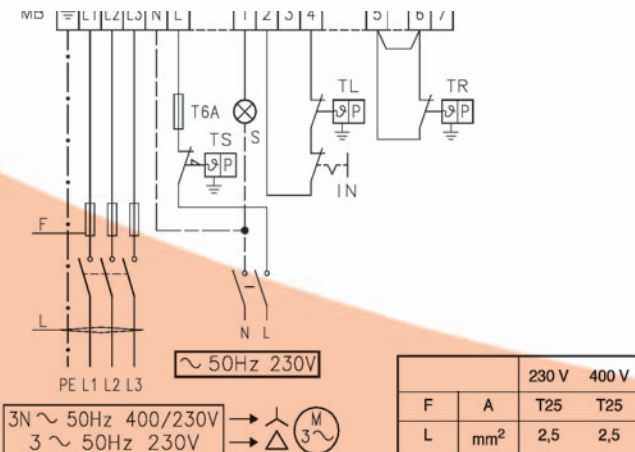 MB L1 L2 L3 N L 1 2 3 4 5 6 7
T6A S TL TR
TS ϑ P ϑ P ϑ P
IN
F
L
N L
PE L1 L2 L3
~ 50Hz 230V
3N ~ 50Hz 400/230V
3 ~ 50Hz 230V
M
3~
230 V 400 V
F A T25 T25
L mm² 2,5 2,5